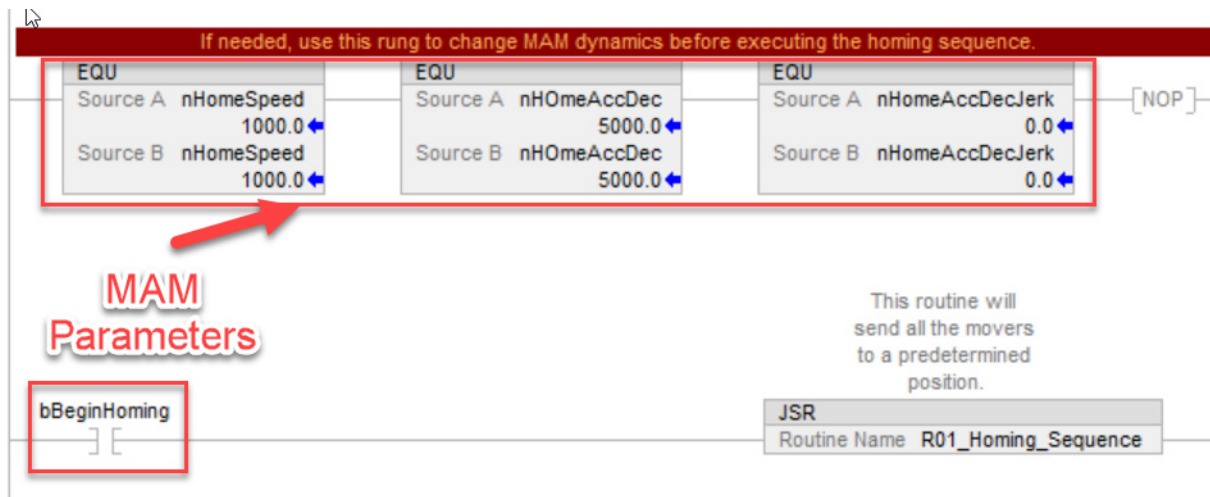 If needed, use this rung to change MAM dynamics before executing the homing sequence.
EQU EQU EQU
Source A nHomeSpeed Source A nHOmeAccDec Source A nHomeAccDecJerk [NOP]
1000.0 5000.0 0.0
Source B nHomeSpeed Source B nHOmeAccDec Source B nHomeAccDecJerk
1000.0 5000.0 0.0
MAM
Parameters
This routine will
send all the movers
to a predetermined
position.
bBeginHoming
JSR
Routine Name R01_Homing_Sequence